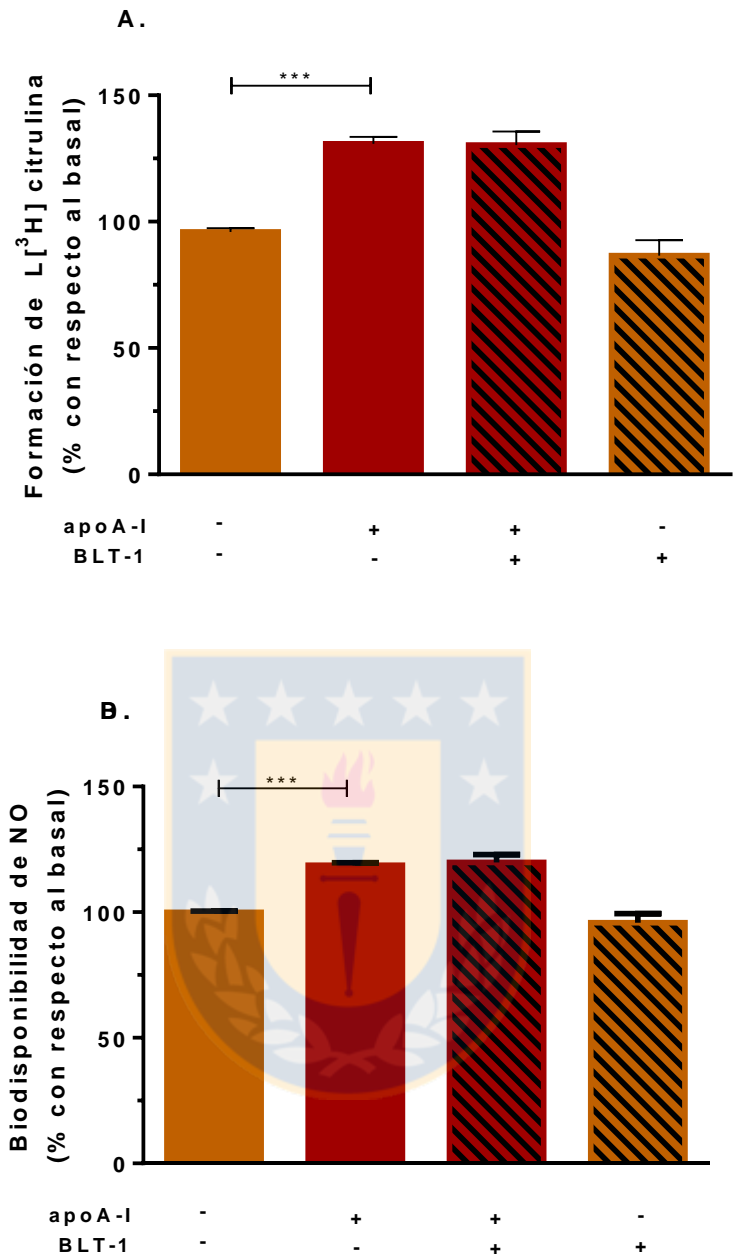 A.
Formación de L[³H] citrulina
(% con respecto al basal)
***
150
100
50
0
apoA-I - + + -
BLT-1 - - + +
B.
Biodisponibilidad de NO
(% con respecto al basal)
***
150
100
50
0
apoA-I - + + -
BLT-1 - - + +